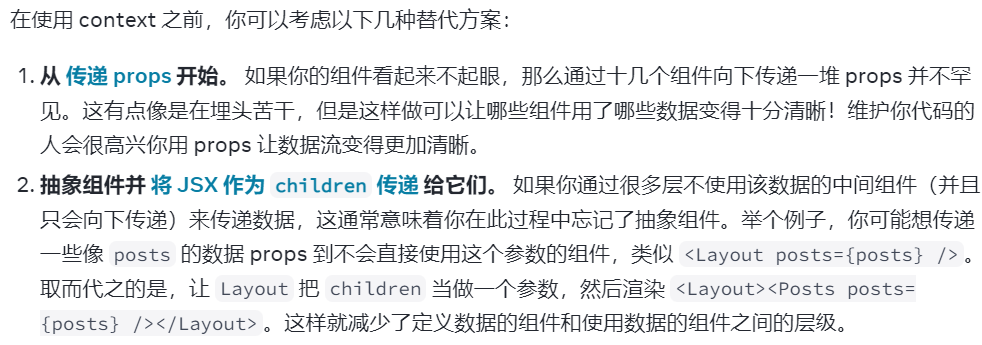 在使用 context 之前，你可以考虑以下几种替代方案：
1. 从 传递 props 开始。 如果你的组件看起来不起眼，那么通过十几个组件向下传递一堆 props 并不罕
见。这有点像是在埋头苦干，但是这样做可以让哪些组件用了哪些数据变得十分清晰！维护你代码的
人会很高兴你用 props 让数据流变得更加清晰。
2. 抽象组件并 将 JSX 作为 children 传递 给它们。 如果你通过很多层不使用该数据的中间组件（并且
只会向下传递）来传递数据，这通常意味着你在此过程中忘记了抽象组件。举个例子，你可能想传递
一些像 posts 的数据 props 到不会直接使用这个参数的组件，类似 <Layout posts={posts} />。
取而代之的是，让 Layout 把 children 当做一个参数，然后渲染 <Layout><Posts posts=
{posts} /></Layout>。这样就减少了定义数据的组件和使用数据的组件之间的层级。